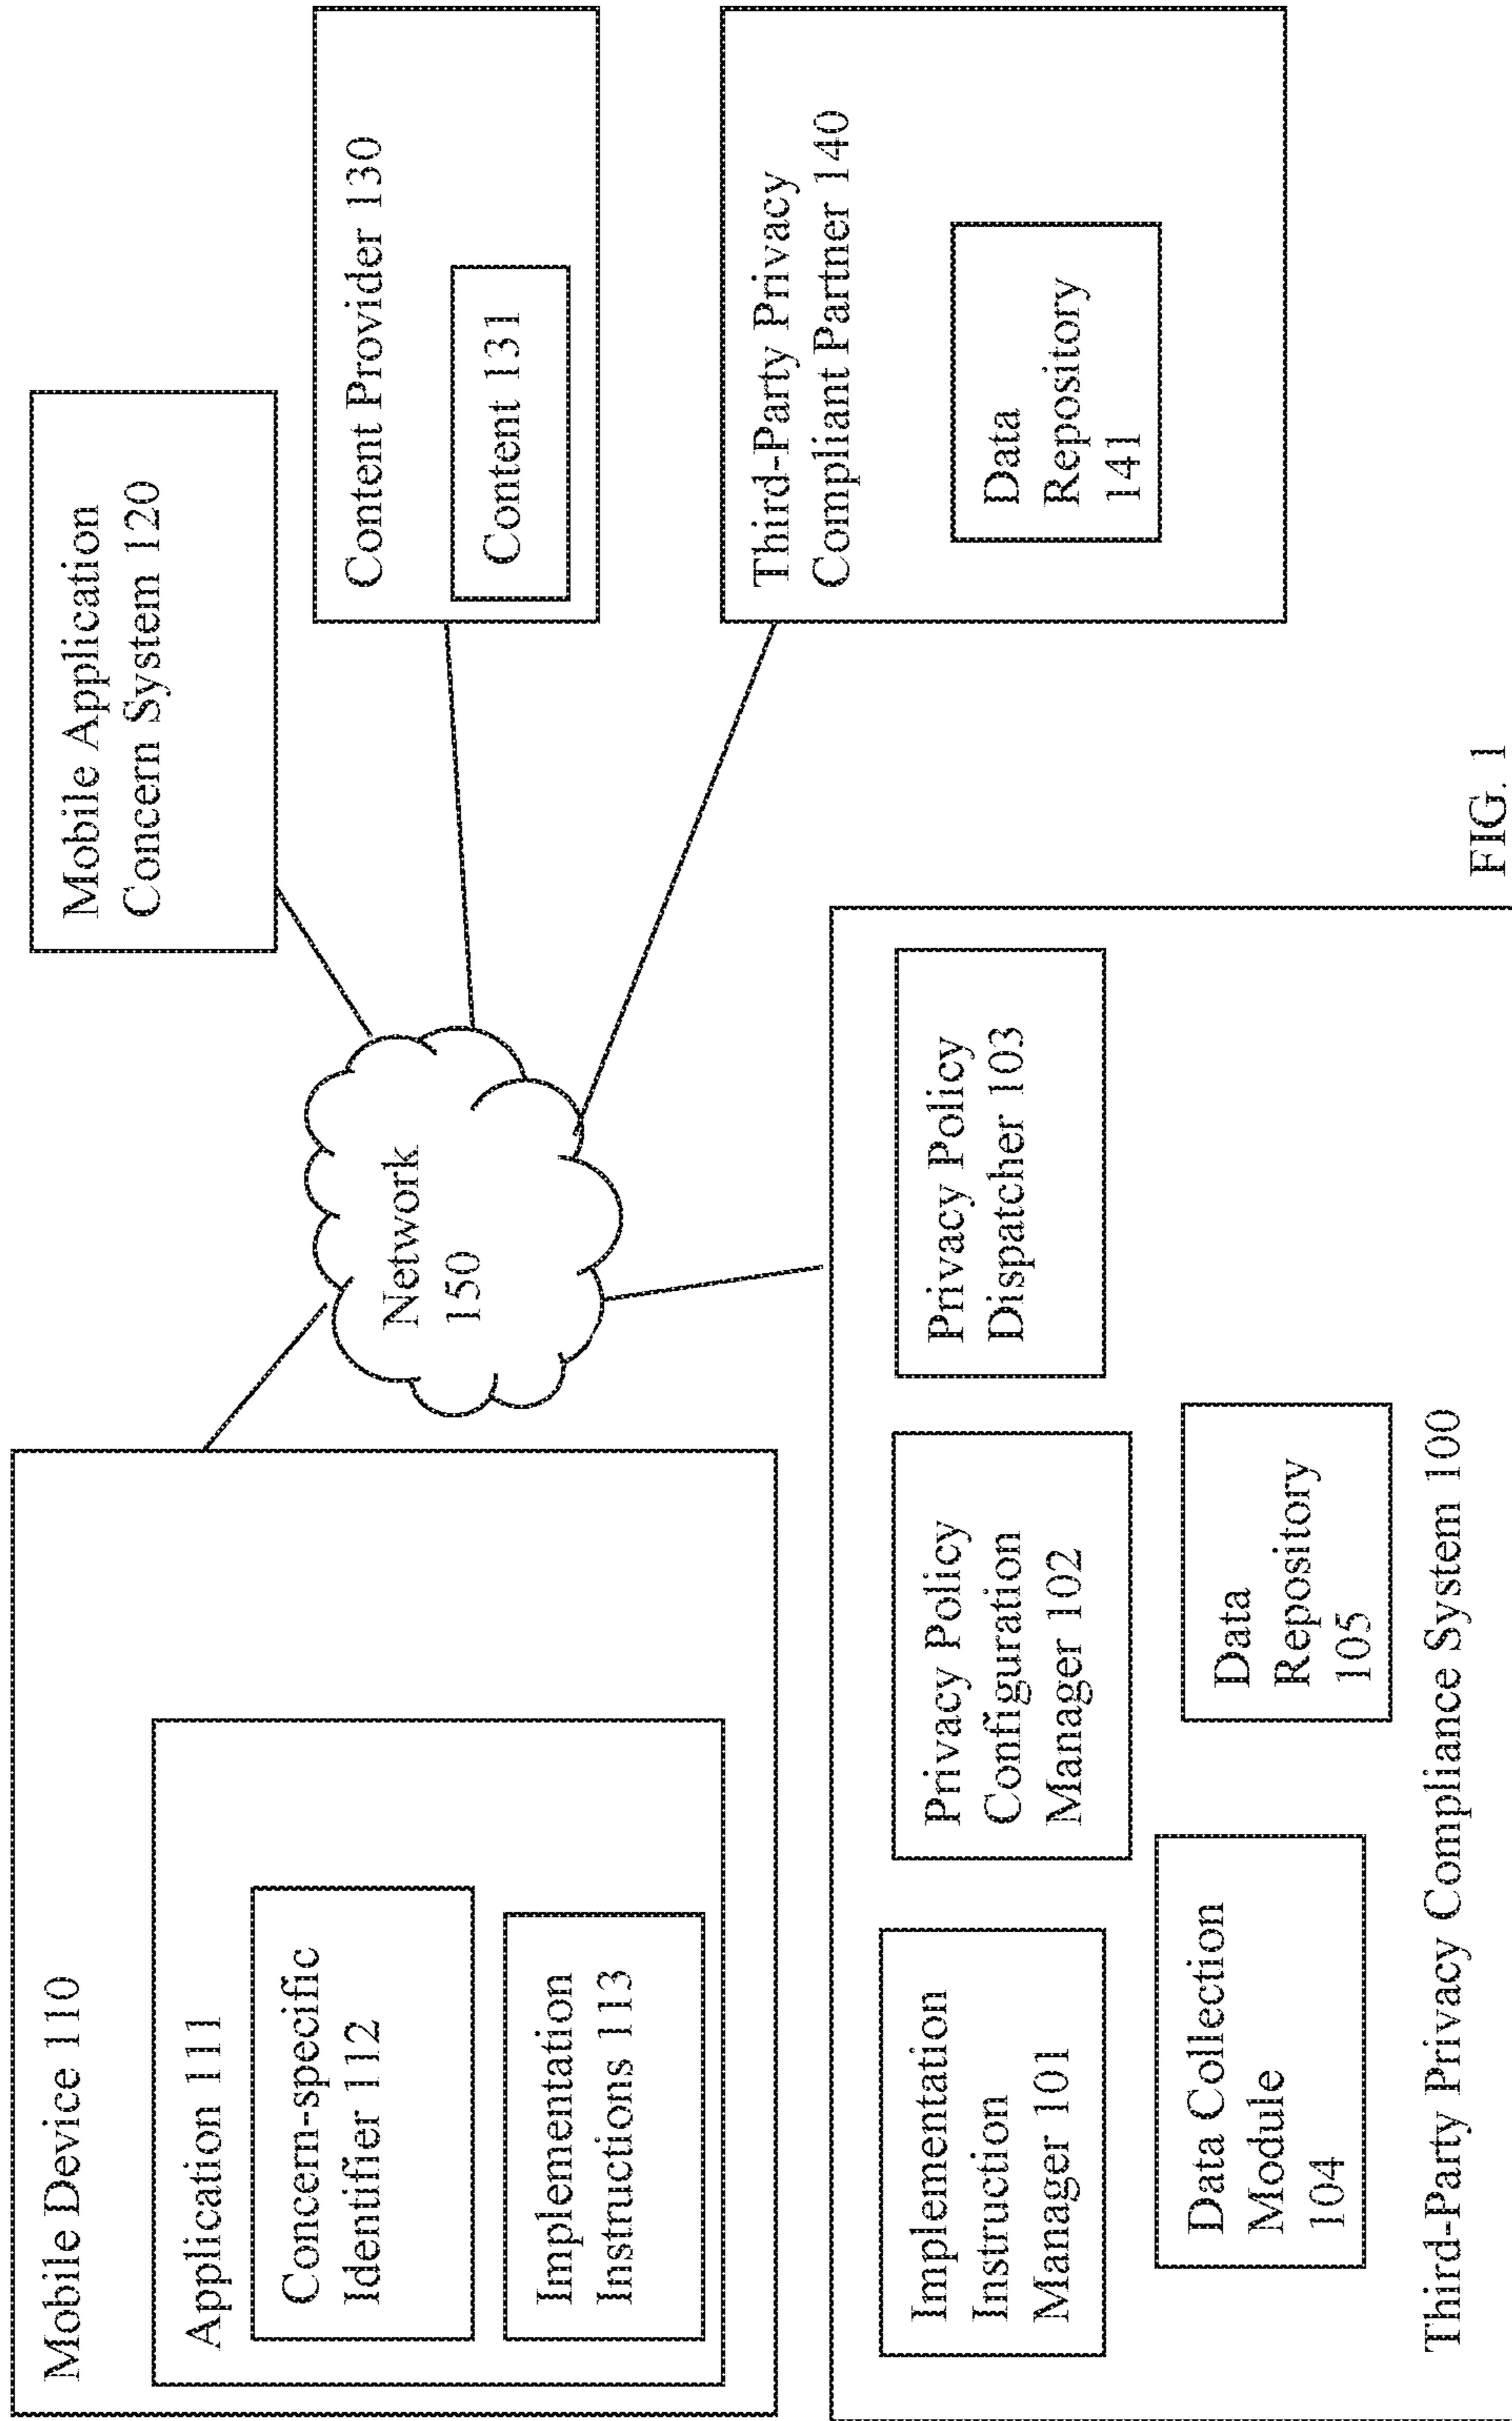 Mobile Device 110
Application 111
Concern-specific
Identifier 112
Implementation
Instructions 113
Network
150
Mobile Application
Concern System 120
Content Provider 130
Content 131
Third-Party Privacy
Compliant Partner 140
Data
Repository
141
Implementation
Instruction
Manager 101
Privacy Policy
Configuration
Manager 102
Privacy Policy
Dispatcher 103
Data Collection
Module
104
Data
Repository
105
Third-Party Privacy Compliance System 100
FIG. 1